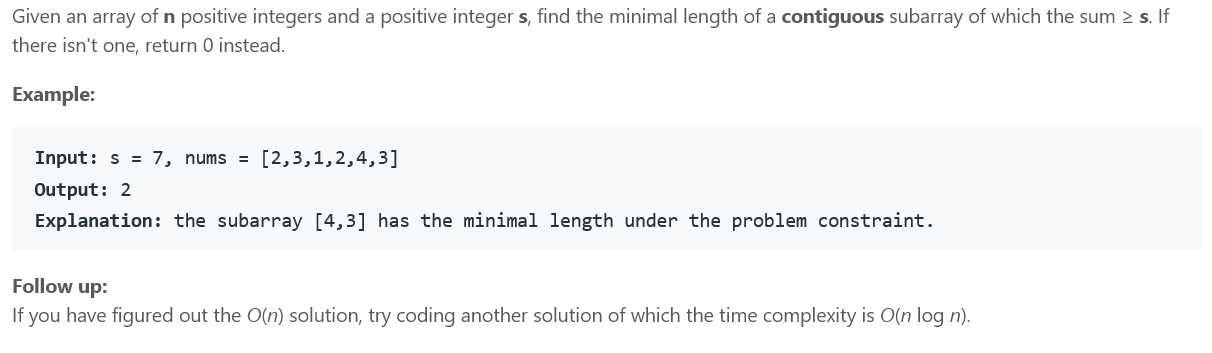 Given an array of n positive integers and a positive integer s, find the minimal length of a contiguous subarray of which the sum ≥ s. If
there isn't one, return 0 instead.
Example:
Input: s = 7, nums = [2,3,1,2,4,3]
Output: 2
Explanation: the subarray [4,3] has the minimal length under the problem constraint.
Follow up:
If you have figured out the O(n) solution, try coding another solution of which the time complexity is O(n log n).